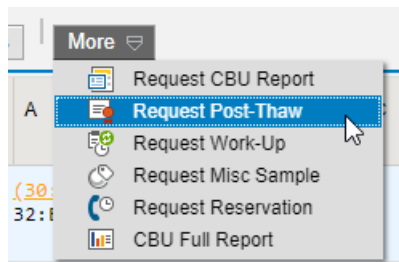 More
Request CBU Report
A
Request Post-Thaw
Request Work-Up
Request Misc Sample
(30:
32:
Request Reservation
CBU Full Report